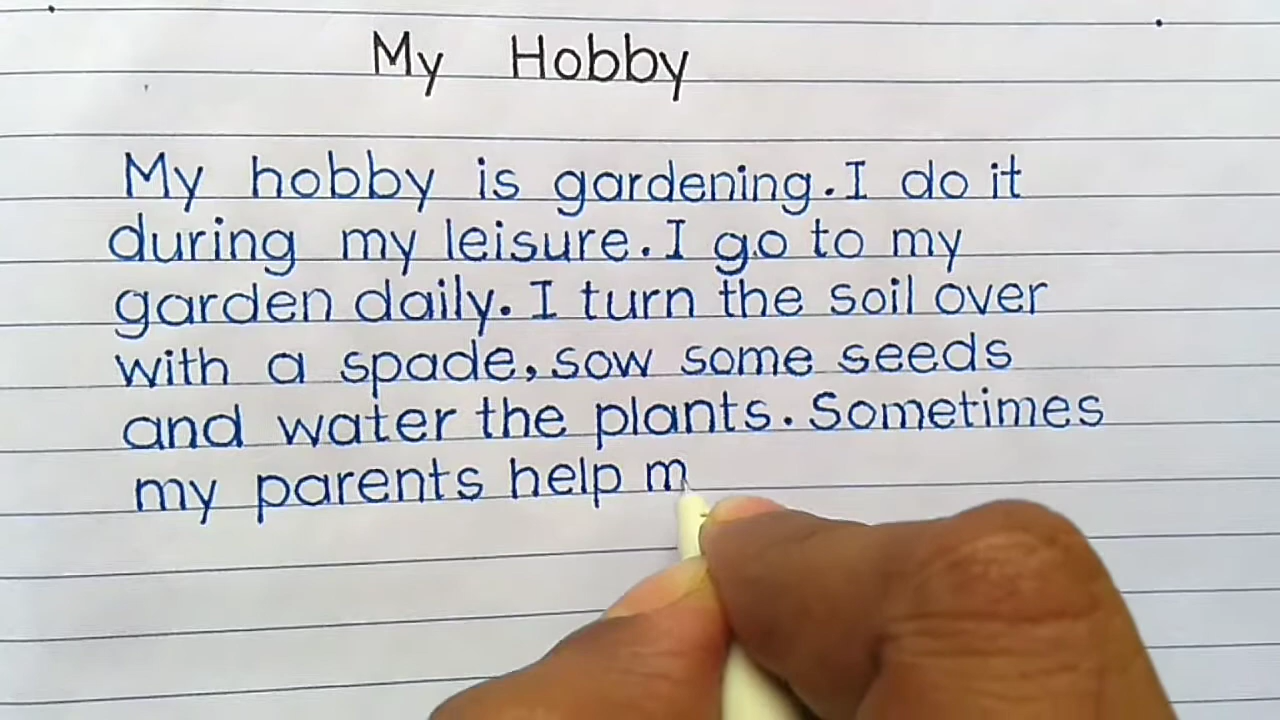 My Hobby
My hobby is gardening. I do it
during my leisure. I go to my
garden daily. I turn the soil over
with a spade, sow some seeds
and water the plants. Sometimes
my parents help m